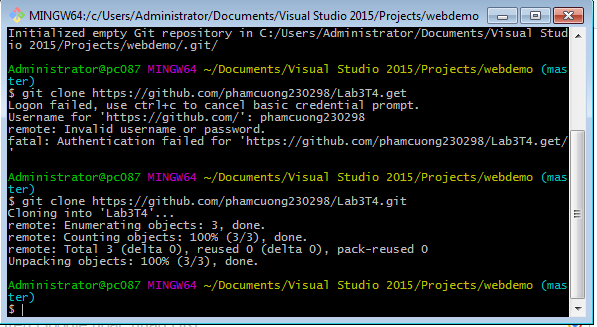 MINGW64:/c/Users/Administrator/Documents/Visual Studio 2015/Projects/webdemo
Initialized empty Git repository in C:/Users/Administrator/Documents/Visual Stud
io 2015/Projects/webdemo/.git/
Administrator@pc087 MINGW64 ~/Documents/Visual Studio 2015/Projects/webdemo (mas
ter)
$ git clone https://github.com/phamcuong230298/Lab3T4.get
Logon failed, use ctrl+c to cancel basic credential prompt.
Username for 'https://github.com/': phamcuong230298
remote: Invalid username or password.
fatal: Authentication failed for 'https://github.com/phamcuong230298/Lab3T4.get/
'
Administrator@pc087 MINGW64 ~/Documents/Visual Studio 2015/Projects/webdemo (mas
ter)
$ git clone https://github.com/phamcuong230298/Lab3T4.git
Cloning into 'Lab3T4'...
remote: Enumerating objects: 3, done.
remote: Counting objects: 100% (3/3), done.
remote: Total 3 (delta 0), reused 0 (delta 0), pack-reused 0
Unpacking objects: 100% (3/3), done.
Administrator@pc087 MINGW64 ~/Documents/Visual Studio 2015/Projects/webdemo (mas
ter)
$